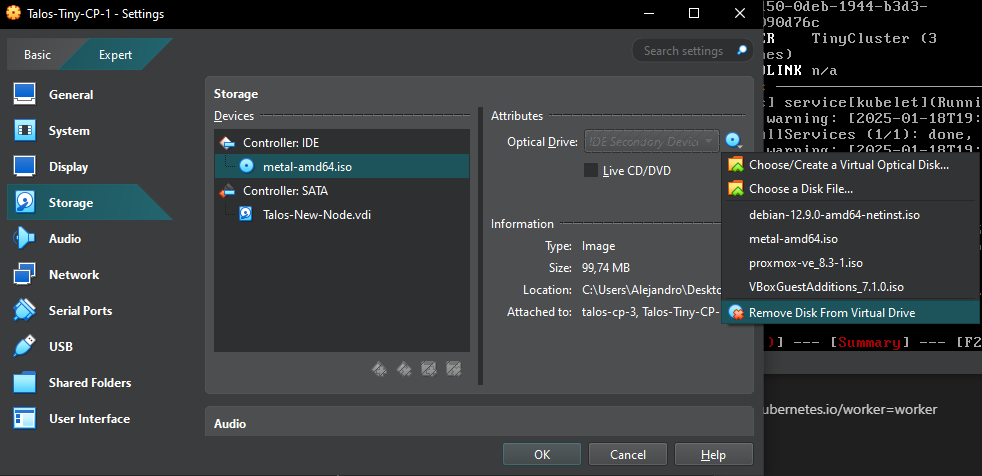 Talos-Tiny-CP-1 - Settings
Basic
Expert
Search settings
General
System
Display
Storage
Audio
Network
Serial Ports
USB
Shared Folders
User Interface
Storage
Devices
Controller: IDE
metal-amd64.iso
Controller: SATA
Talos-New-Node.vdi
Attributes
Optical Drive: IDE Secondary Device
Live CD/DVD
Information
Type: Image
Size: 99,74 MB
Location: C:\Users\Alejandro\Deskto
Attached to: talos-cp-3, Talos-Tiny-CP-
Choose/Create a Virtual Optical Disk...
Choose a Disk File...
debian-12.9.0-amd64-netinst.iso
metal-amd64.iso
proxmox-ve_8.3-1.iso
VBoxGuestAdditions_7.1.0.iso
Remove Disk From Virtual Drive
Audio
OK
Cancel
Help
150-0deb-1944-b3d3-
090d76c
ER TinyCluster (3
nes)
OLINK n/a
] service[kubelet](Runni
warning: [2025-01-18T19:
allServices (1/1): done,
warning: [2025-01-18T19:
)] --- [Summary] --- [F2
ubernetes.io/worker=worker